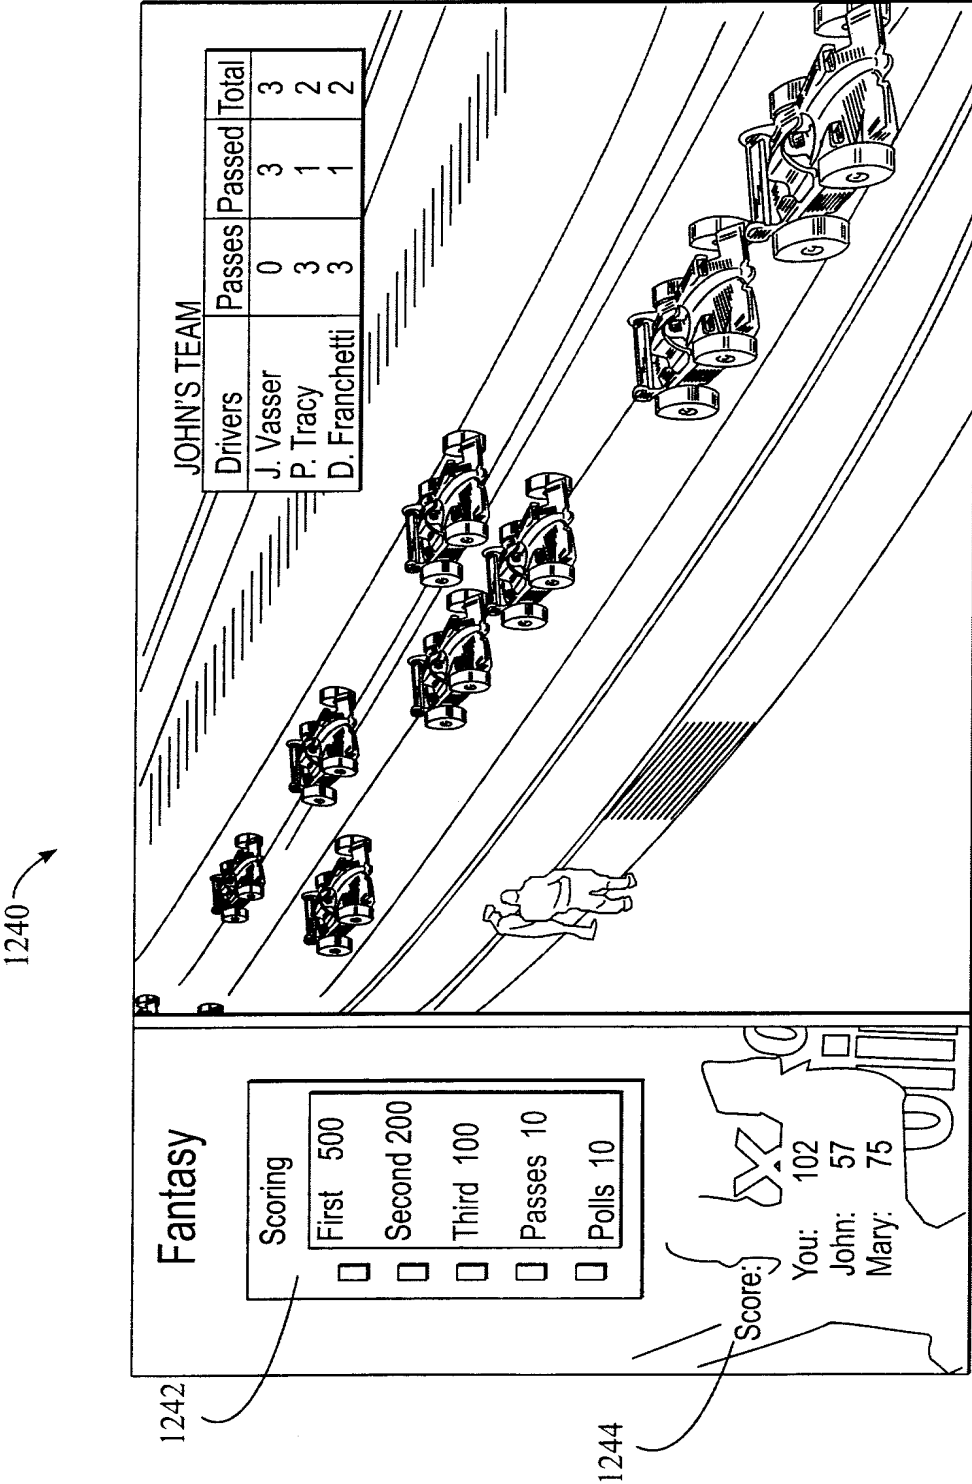 1240
Fantasy
Scoring
First 500
Second 200
Third 100
Passes 10
Polls 10
1242
Score:
You: 102
John: 57
Mary: 75
1244
JOHN'S TEAM
Drivers Passes Passed Total
J. Vasser 0 3 3
P. Tracy 3 1 2
D. Franchetti 3 1 2